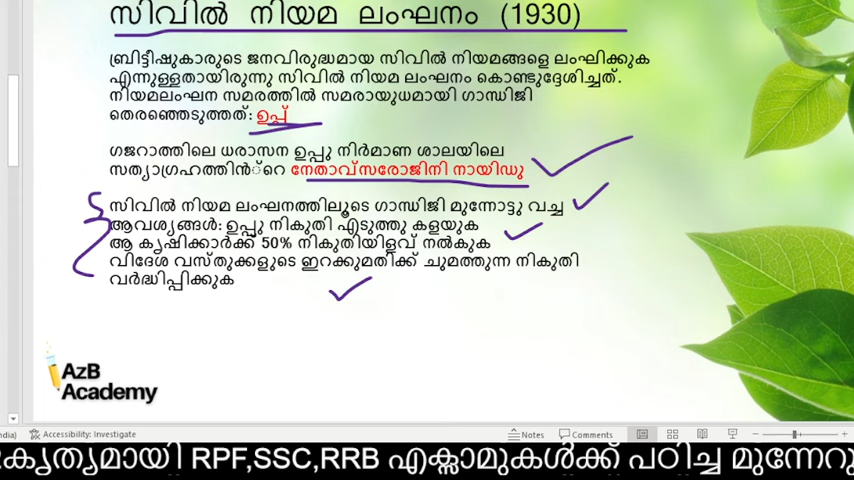 സിവിൽ നിയമ ലംഘനം (1930)
ബ്രിട്ടീഷുകാരുടെ ജനവിരുദ്ധമായ സിവിൽ നിയമങ്ങളെ ലംഘിക്കുക
എന്നുള്ളതായിരുന്നു സിവിൽ നിയമ ലംഘനം കൊണ്ടുദ്ദേശിച്ചത്.
നിയമലംഘന സമരത്തിൽ സമരായുധമായി ഗാന്ധിജി
തെരഞ്ഞെടുത്തത്: ഉപ്പ്
ഗജറാത്തിലെ ധരാസന ഉപ്പു നിർമാണ ശാലയിലെ
സത്യാഗ്രഹത്തിൻ്റെ നേതാവ്സരോജിനി നായിഡു
സിവിൽ നിയമ ലംഘനത്തിലൂടെ ഗാന്ധിജി മുന്നോട്ടു വച്ച
ആവശ്യങ്ങൾ: ഉപ്പു നികുതി എടുത്തു കളയുക
ആ കൃഷിക്കാർക്ക് 50% നികുതിയിളവ് നൽകുക
വിദേശ വസ്തുക്കളുടെ ഇറക്കുമതിക്ക് ചുമത്തുന്ന നികുതി
വർദ്ധിപ്പിക്കുക
AzB
Academy
Accessibility: Investigate
Notes
Comments
കൃത്യമായി RPF,SSC,RRB എക്സാമുകൾക്ക് പഠിച്ച മുന്നേറു